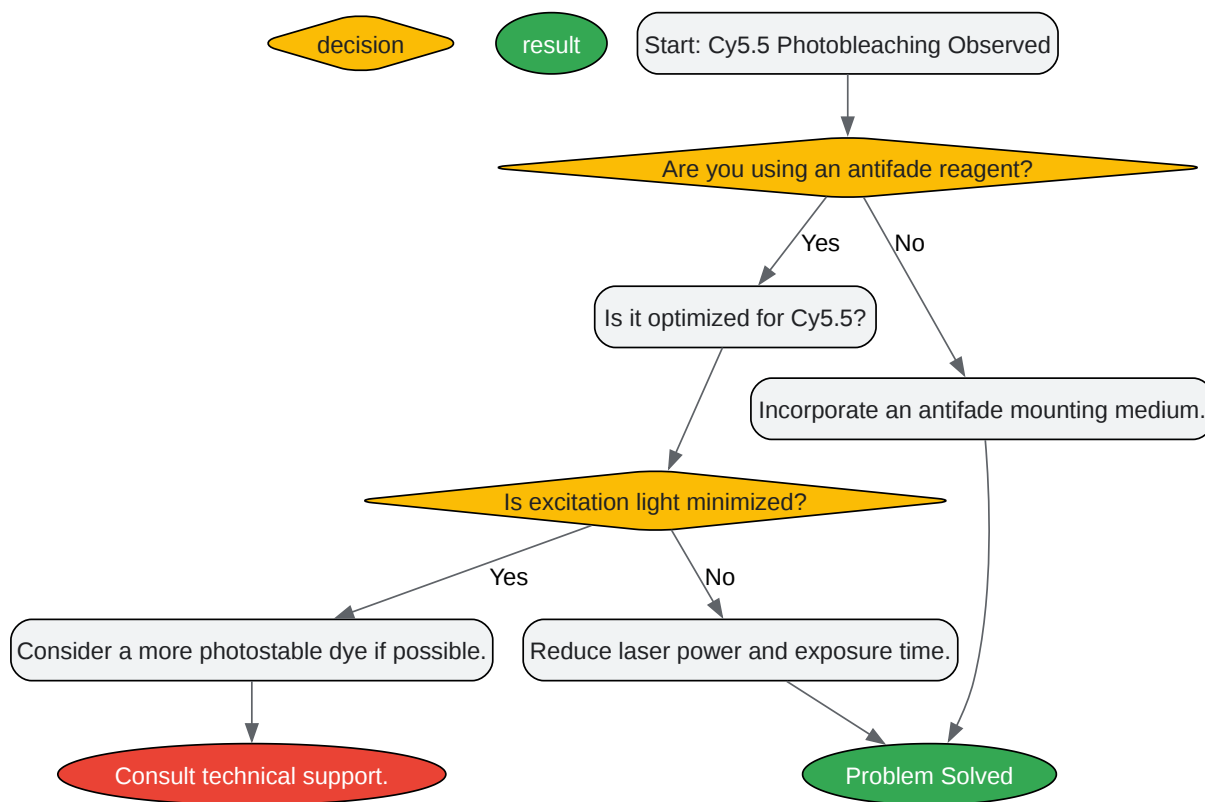 decision
result
Start: Cy5.5 Photobleaching Observed
Are you using an antifade reagent?
Yes
No
Is it optimized for Cy5.5?
Incorporate an antifade mounting medium.
Is excitation light minimized?
Yes
No
Consider a more photostable dye if possible.
Reduce laser power and exposure time.
Consult technical support.
Problem Solved